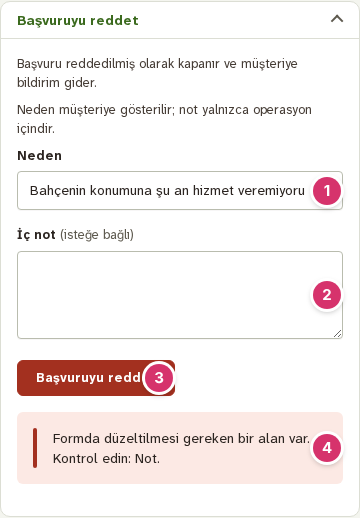 Başvuruyu reddet
Başvuru reddedilmiş olarak kapanır ve müşteriye
bildirim gider.
Neden müşteriye gösterilir; not yalnızca operasyon
içindir.
Neden
Bahçenin konumuna şu an hizmet veremiyoru
1
İç not (isteğe bağlı)
2
Başvuruyu redd
3
Formda düzeltilmesi gereken bir alan var.
Kontrol edin: Not.
4